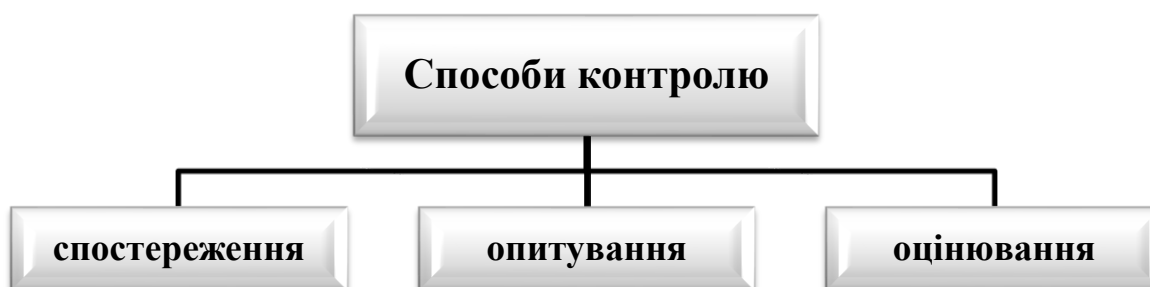 Способи контролю
спостереження
опитування
оцінювання